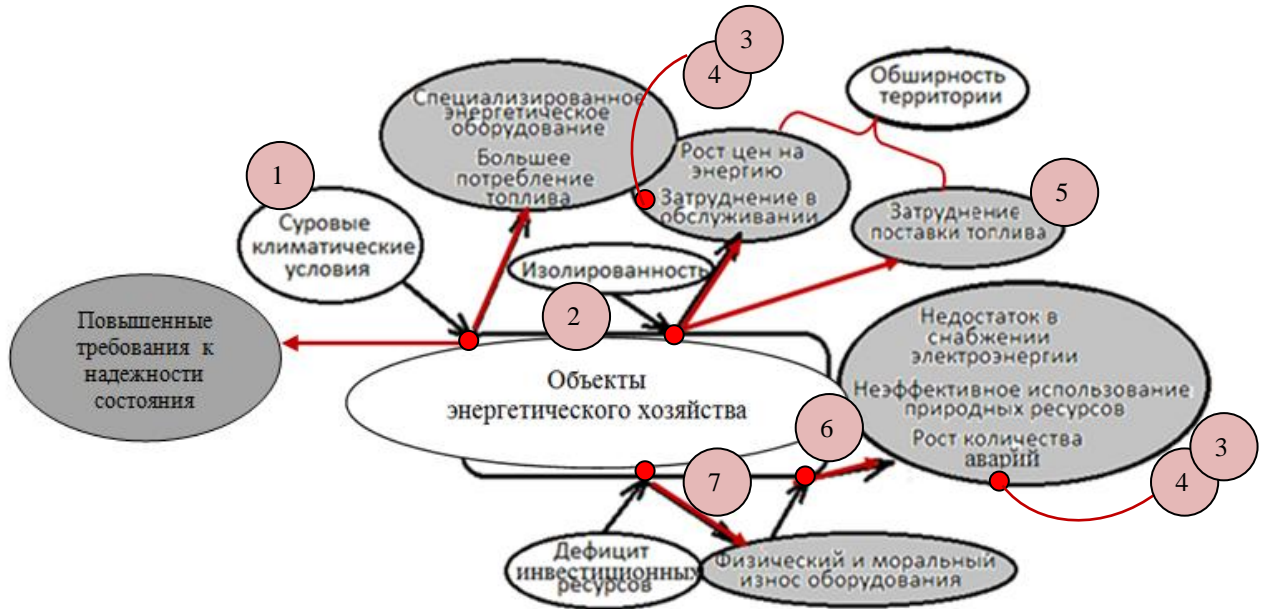 3
4
Обширность
территории
Специализированное
энергетическое
оборудование
Большее
потребление
топлива
Рост цен на
энергию
Затруднение в
обслуживании
1
5
Суровые
климатические
условия
Затруднение
поставки топлива
Изолированность
2
Повышенные
требования к
надежности
состояния
Недостаток в
снабжении
электроэнергии
Неэффективное использование
природных ресурсов
Рост количества
аварий
Объекты
энергетического хозяйства
6
3
4
7
Дефицит
инвестиционных
ресурсов
Физический и моральный
износ оборудования